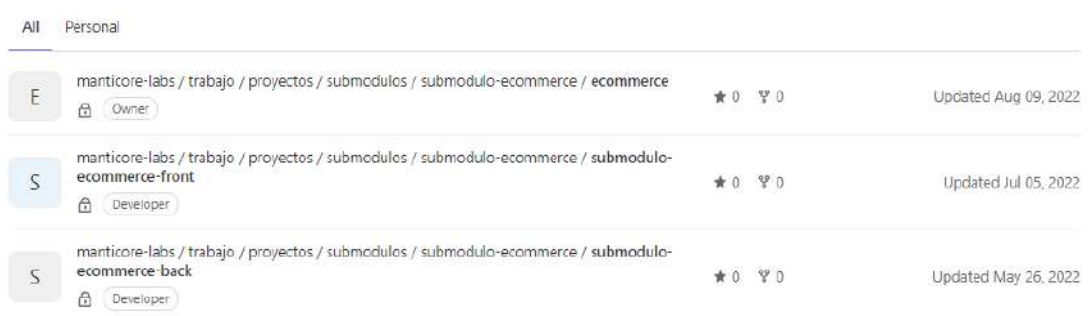 All Personal
E
manticore-labs / trabajo / proyectos / submodulos / submodulo-ecommerce / ecommerce
Owner
0 0
Updated Aug 09, 2022
S
manticore-labs / trabajo / proyectos / submodulos / submodulo-ecommerce / submodulo-
ecommerce-front
Developer
0 0
Updated Jul 05, 2022
S
manticore-labs / trabajo / proyectos / submodulos / submodulo-ecommerce / submodulo-
ecommerce-back
Developer
0 0
Updated May 26, 2022